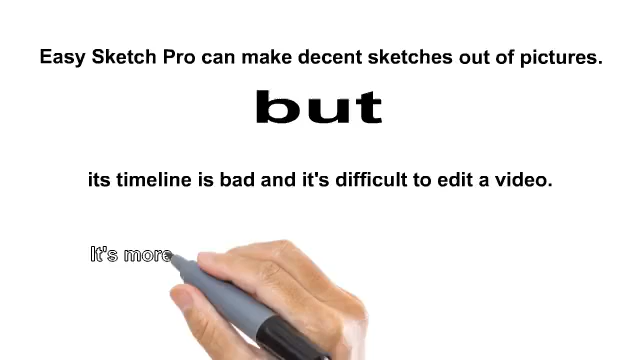 Easy Sketch Pro can make decent sketches out of pictures.
but
its timeline is bad and it's difficult to edit a video.
It's more